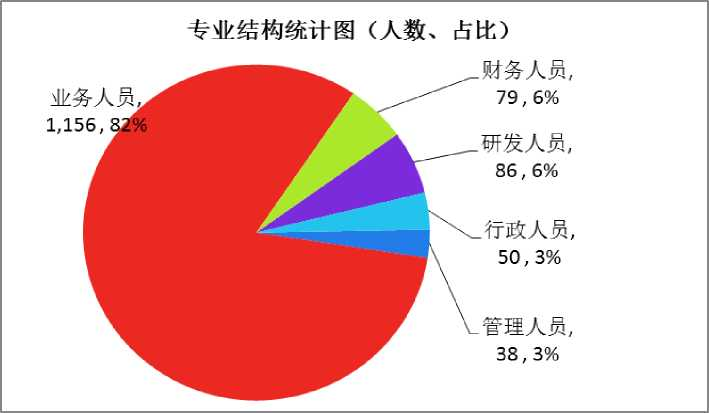 专业结构统计图（人数、占比）
业务人员,
1,156 , 82%
财务人员,
79 , 6%
研发人员,
86 , 6%
行政人员,
50 , 3%
管理人员,
38 , 3%